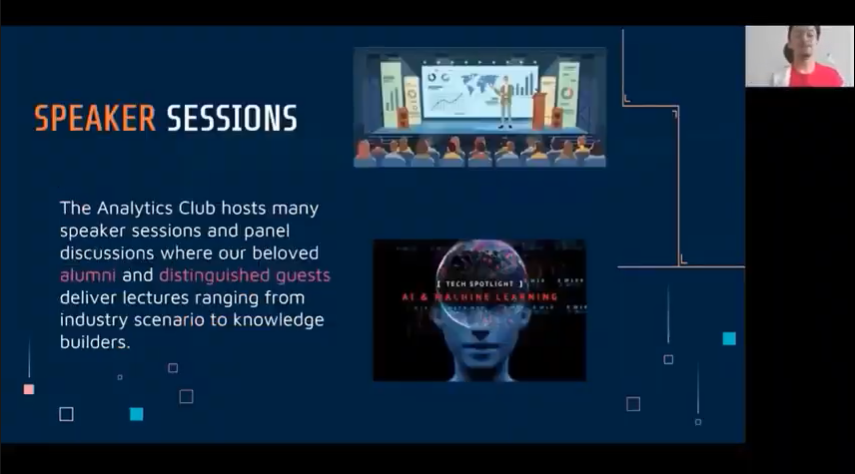 SPEAKER SESSIONS
The Analytics Club hosts many
speaker sessions and panel
discussions where our beloved
alumni and distinguished guests
deliver lectures ranging from
industry scenario to knowledge
builders.
[ TECH SPOTLIGHT ]
AI & MACHINE LEARNING